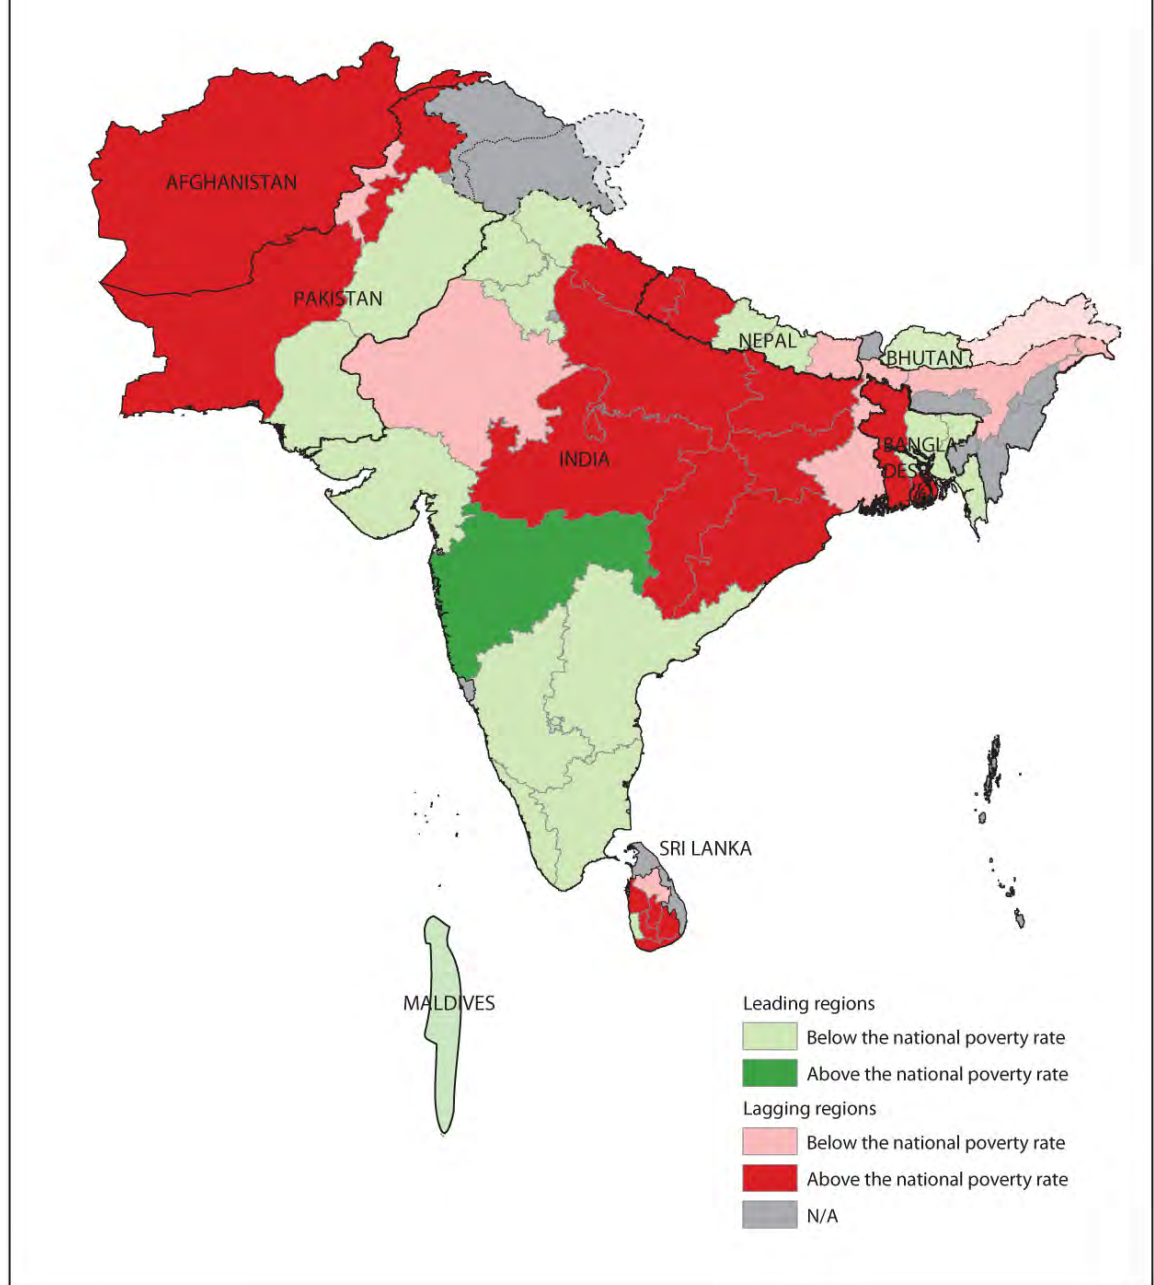 AFGHANISTAN
PAKISTAN
NEPAL
BHUTAN
INDIA
BANGLA-
DESH
SRI LANKA
MALDIVES
Leading regions
Below the national poverty rate
Above the national poverty rate
Lagging regions
Below the national poverty rate
Above the national poverty rate
N/A